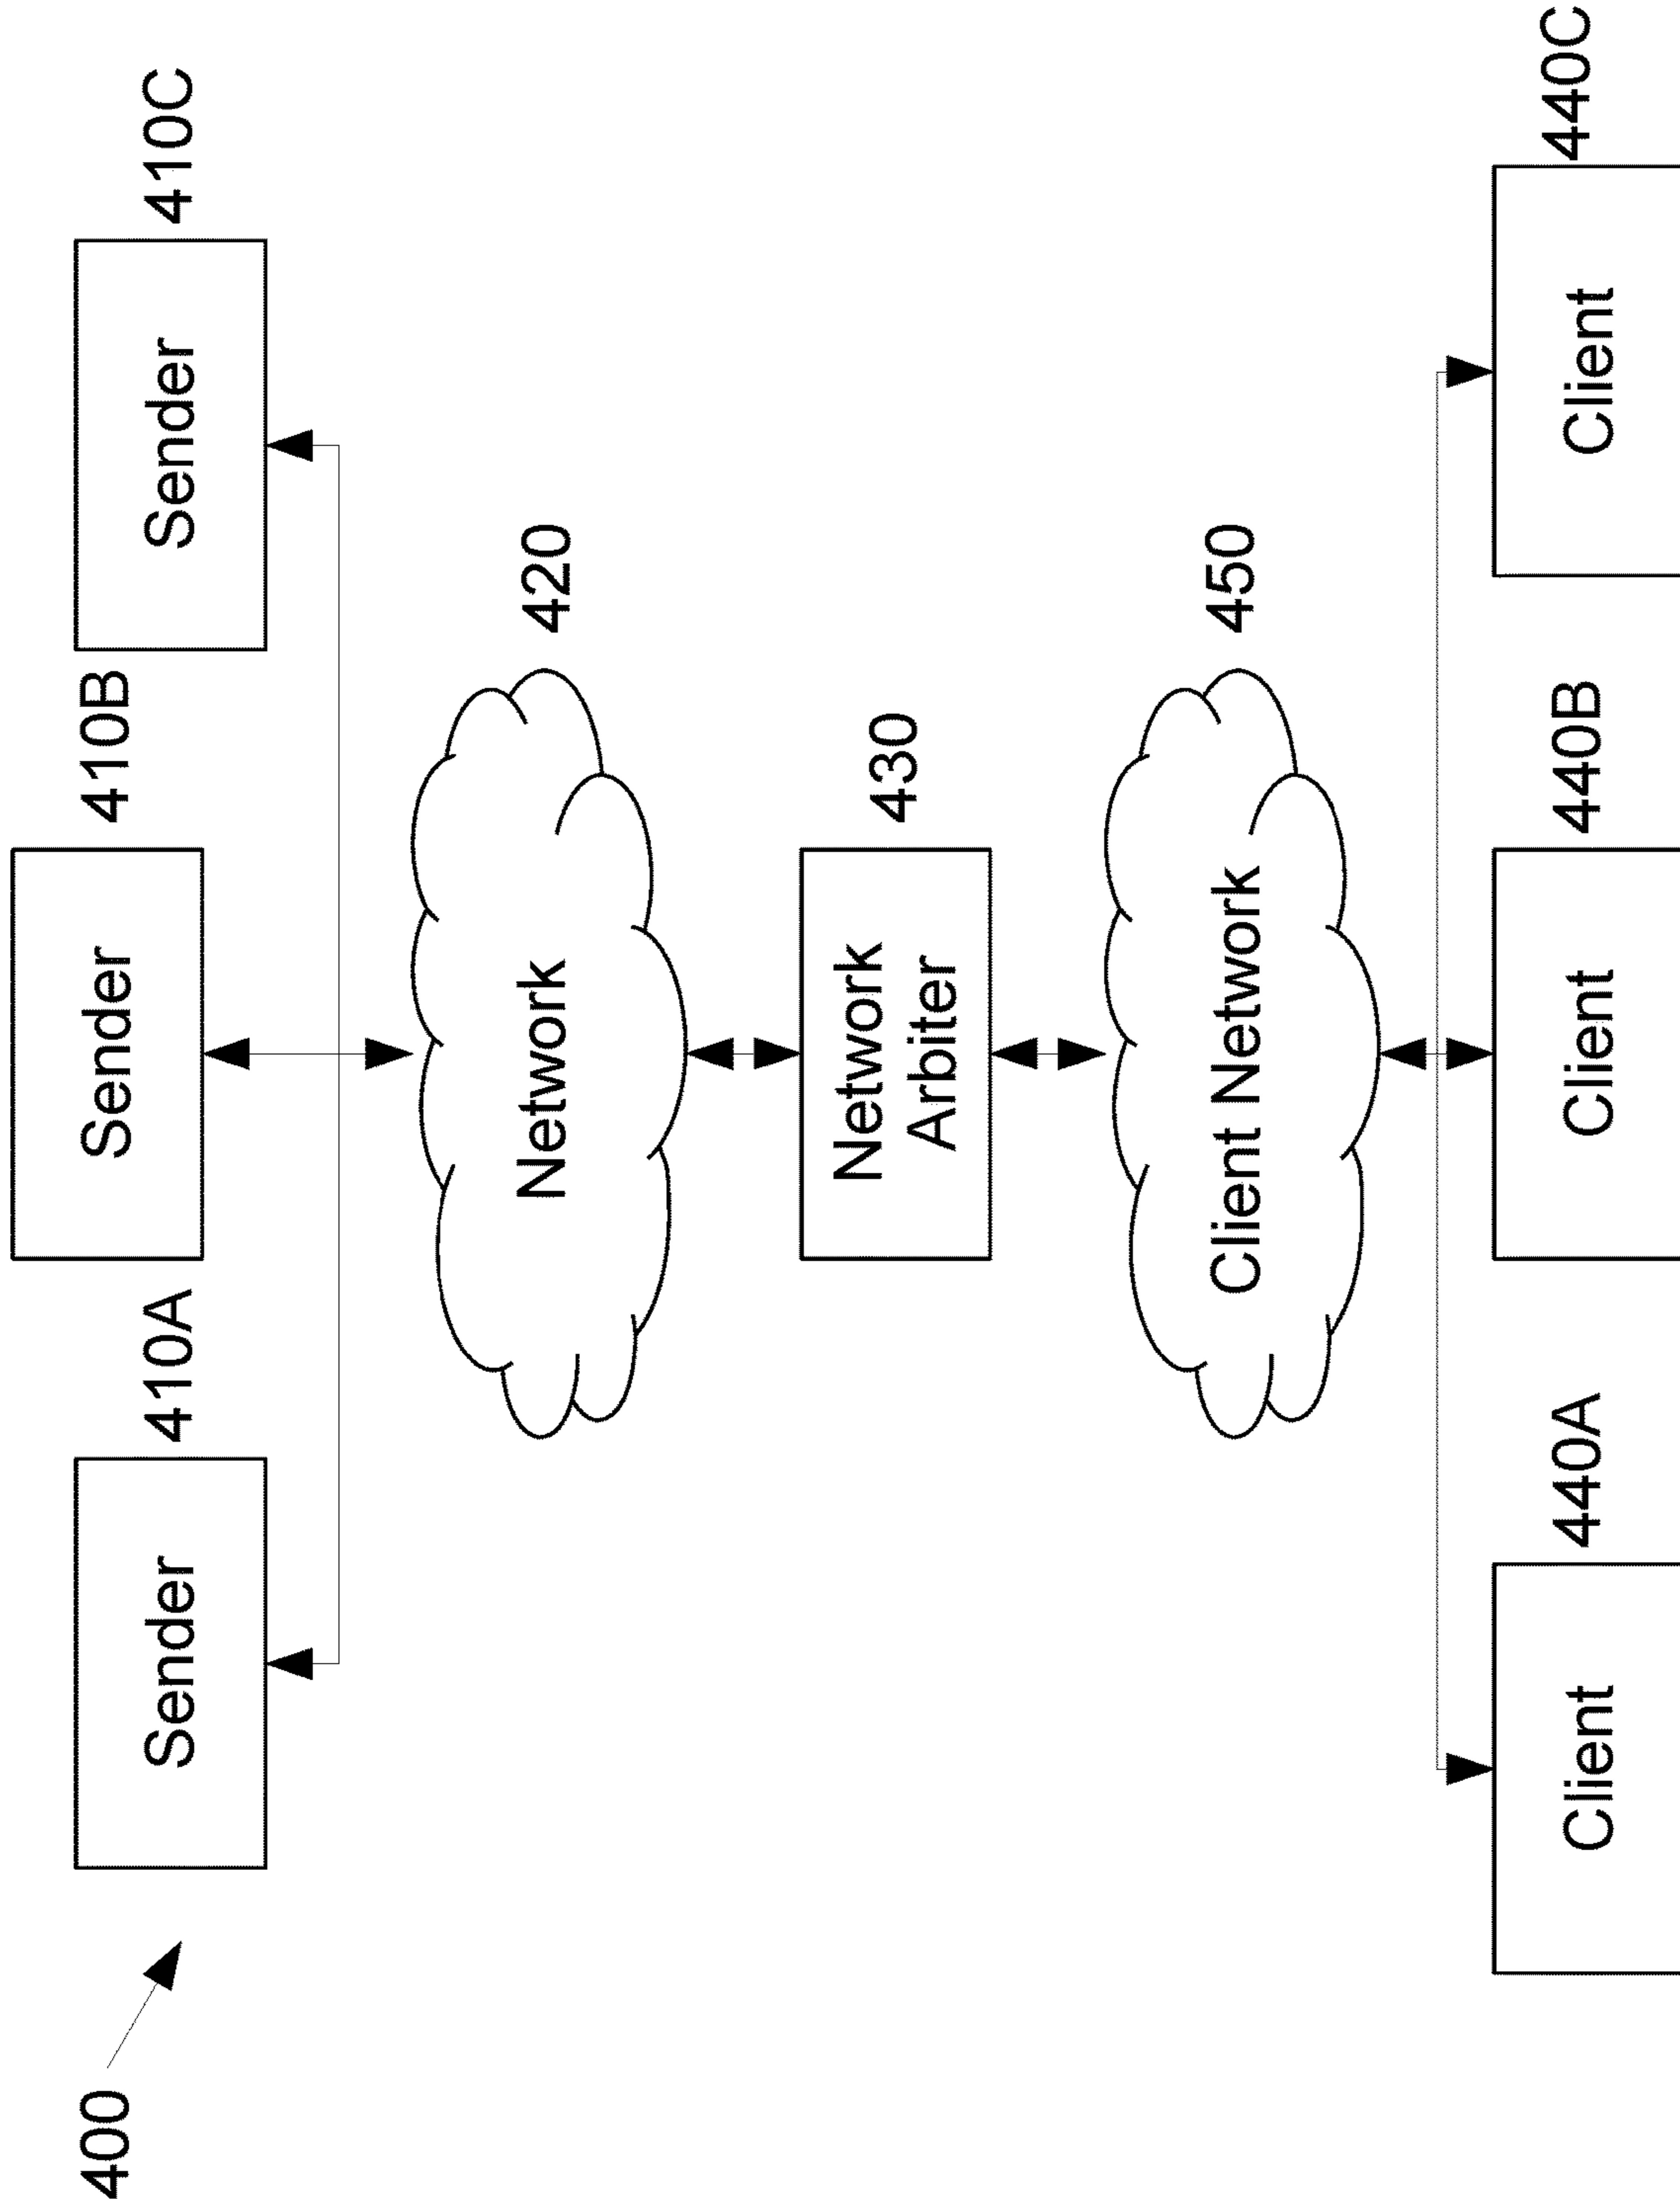 400
410A
410B
410C
Sender
Sender
Sender
420
Network
430
Network
Arbiter
450
Client Network
440A
440B
440C
Client
Client
Client